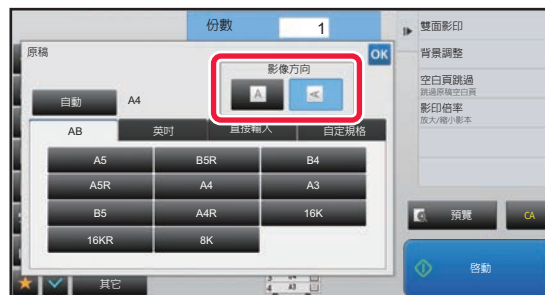 份數 1
雙面影印
背景調整
空白頁跳過
跳過原稿空白頁
影印倍率
放大/縮小影本
原稿
OK
影像方向
A A
自動 A4
AB 英吋 直接輸入 自定規格
A5 B5R B4
A5R A4 A3
B5 A4R 16K
16KR 8K
預覽 CA
啓動
其它
4 A3